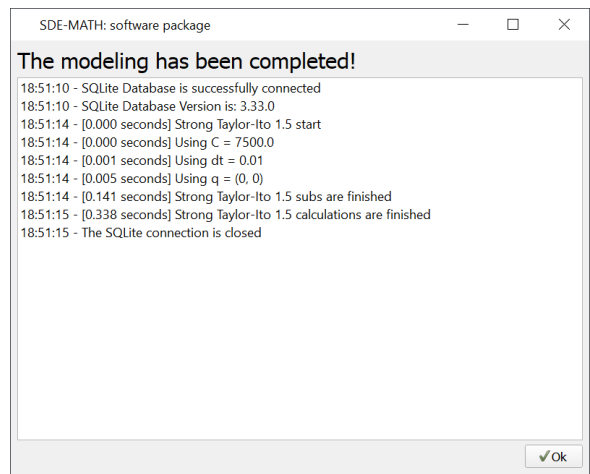 SDE-MATH: software package
The modeling has been completed!
18:51:10 - SQLite Database is successfully connected
18:51:10 - SQLite Database Version is: 3.33.0
18:51:14 - [0.000 seconds] Strong Taylor-Ito 1.5 start
18:51:14 - [0.000 seconds] Using C = 7500.0
18:51:14 - [0.001 seconds] Using dt = 0.01
18:51:14 - [0.005 seconds] Using q = (0, 0)
18:51:14 - [0.141 seconds] Strong Taylor-Ito 1.5 subs are finished
18:51:15 - [0.338 seconds] Strong Taylor-Ito 1.5 calculations are finished
18:51:15 - The SQLite connection is closed
Ok